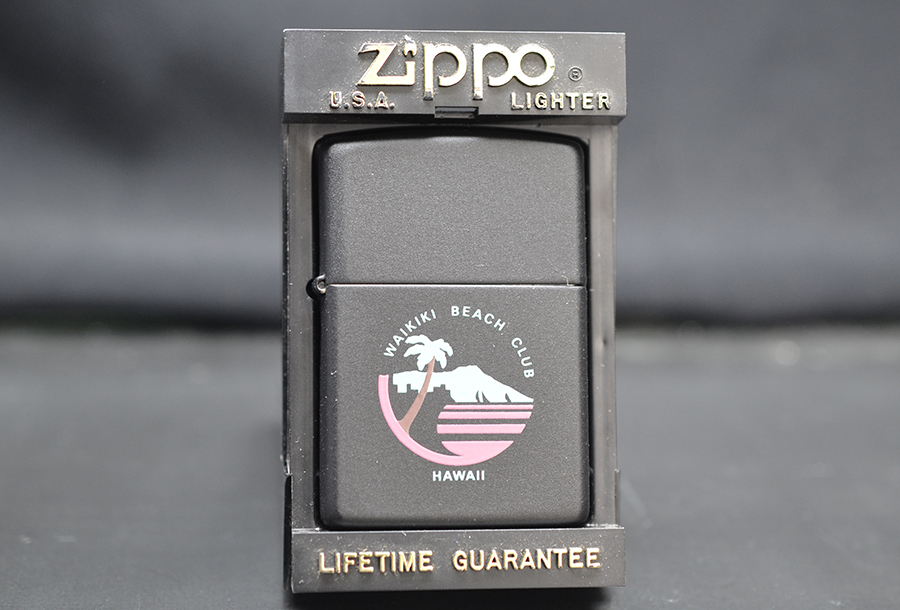 zippo ®
U.S.A. LIGHTER
WAIKIKI BEACH CLUB
HAWAII
LIFETIME GUARANTEE